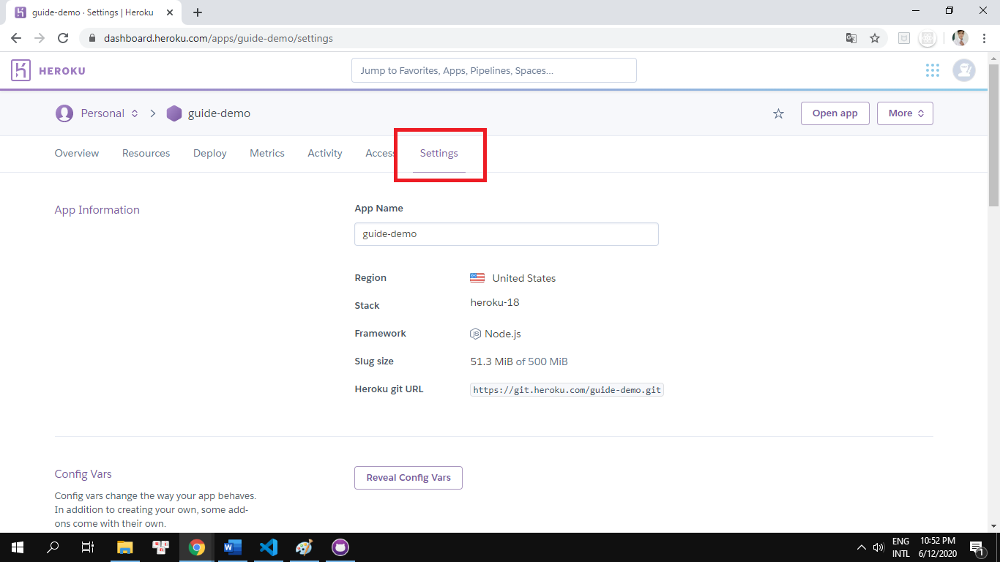 guide-demo · Settings | Heroku
dashboard.heroku.com/apps/guide-demo/settings
HEROKU
Jump to Favorites, Apps, Pipelines, Spaces...
Personal
guide-demo
Open app
More
Overview
Resources
Deploy
Metrics
Activity
Access
Settings
App Information
App Name
guide-demo
Region
United States
Stack
heroku-18
Framework
Node.js
Slug size
51.3 MiB of 500 MiB
Heroku git URL
https://git.heroku.com/guide-demo.git
Config Vars
Reveal Config Vars
Config vars change the way your app behaves.
In addition to creating your own, some add-
ons come with their own.
ENG
INTL
10:52 PM
6/12/2020
1